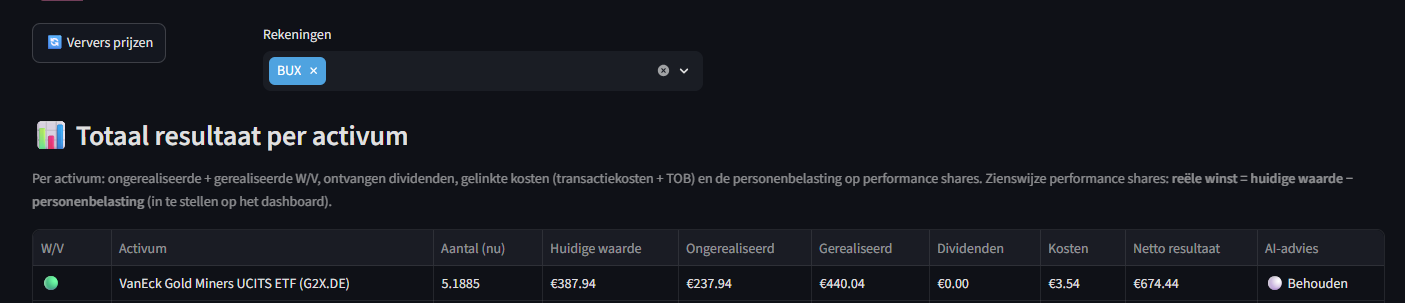 Ververs prijzen
Rekeningen
BUX ×
Totaal resultaat per activum
Per activum: ongerealiseerde + gerealiseerde W/V, ontvangen dividenden, gelinkte kosten (transactiekosten + TOB) en de personenbelasting op performance shares. Zienswijze performance shares: reële winst = huidige waarde −
personenbelasting (in te stellen op het dashboard).
W/V Activum Aantal (nu) Huidige waarde Ongerealiseerd Gerealiseerd Dividenden Kosten Netto resultaat AI-advies
VanEck Gold Miners UCITS ETF (G2X.DE) 5.1885 €387.94 €237.94 €440.04 €0.00 €3.54 €674.44 Behouden